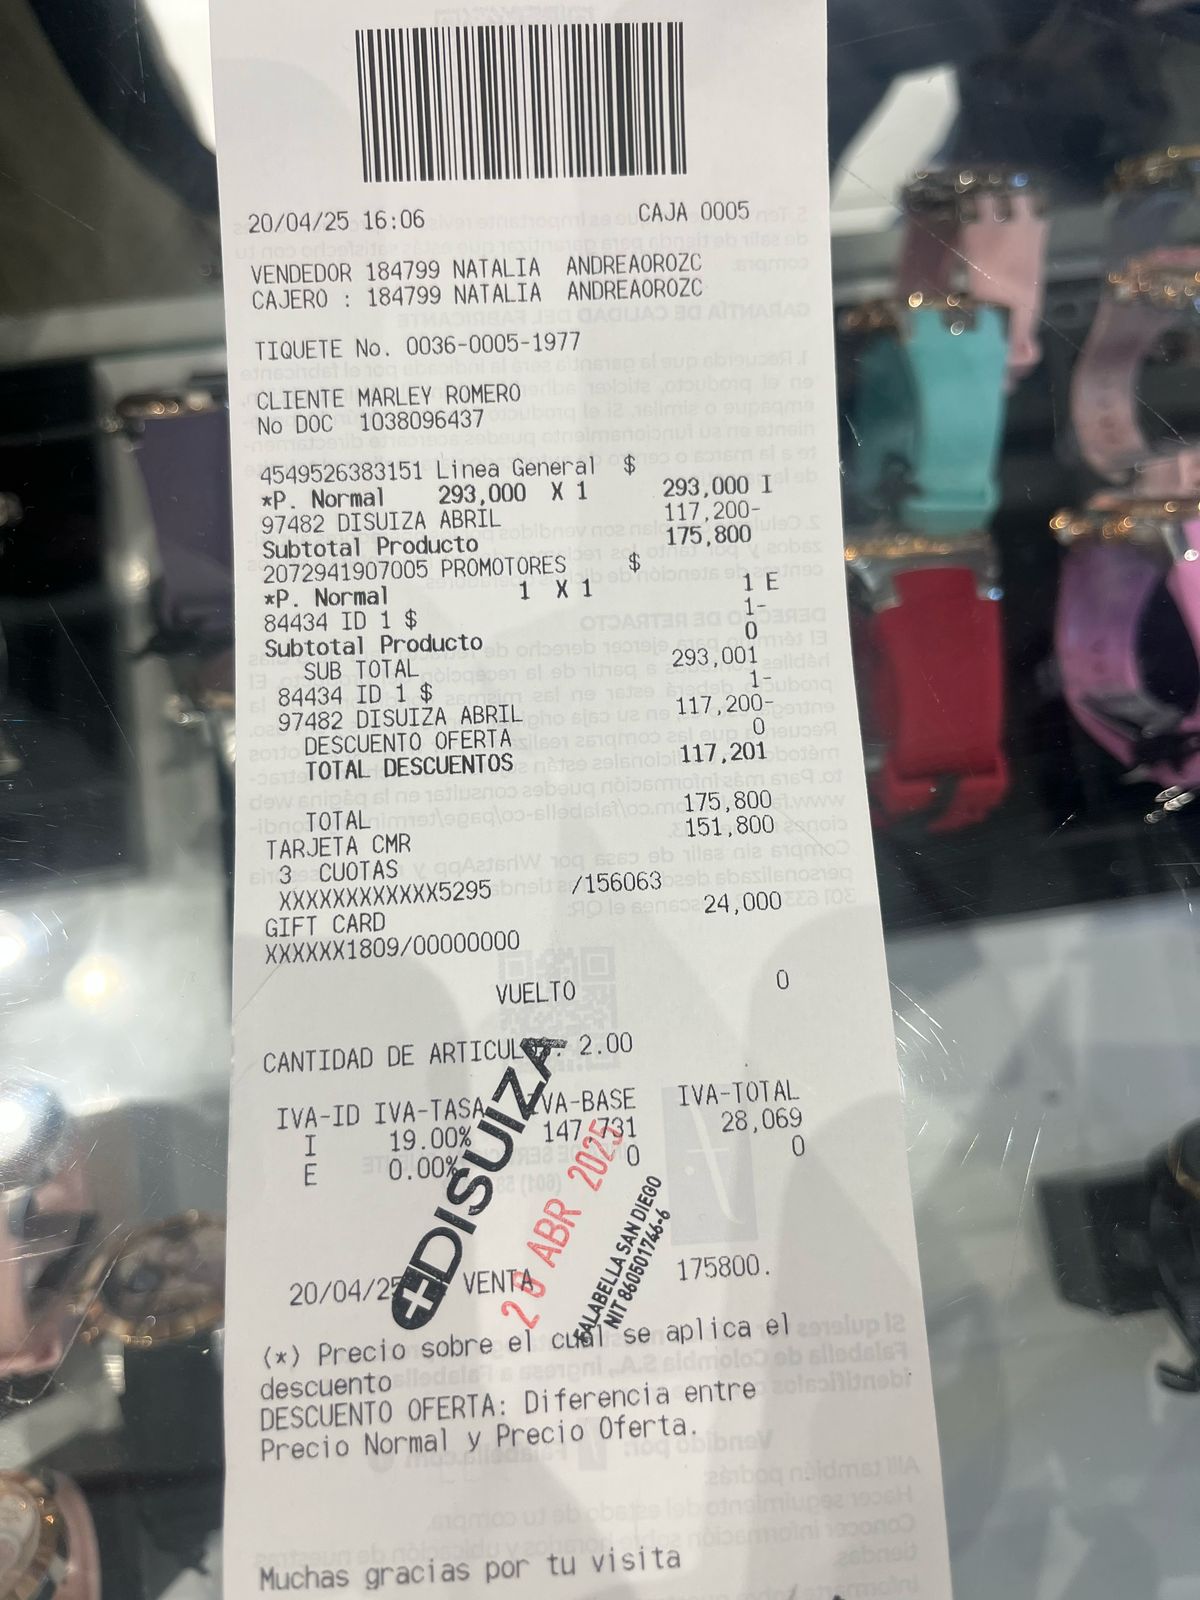 20/04/25 16:06 CAJA 0005
VENDEDOR 184799 NATALIA ANDREAOROZC
CAJERO : 184799 NATALIA ANDREAOROZC
TIQUETE No. 0036-0005-1977
CLIENTE MARLEY ROMERO
No DOC 1038096437
4549526383151 Linea General $
*P. Normal 293,000 X 1 293,000 I
97482 DISUIZA ABRIL 117,200-
Subtotal Producto 175,800
2072941907005 PROMOTORES $
*P. Normal 1 X 1 1 E
84434 ID 1 $ 1-
Subtotal Producto 0
SUB TOTAL 293,001
84434 ID 1 $ 1-
97482 DISUIZA ABRIL 117,200-
DESCUENTO OFERTA 0
TOTAL DESCUENTOS 117,201
TOTAL 175,800
TARJETA CMR 151,800
3 CUOTAS
XXXXXXXXXXXX5295 /156063
GIFT CARD 24,000
XXXXXX1809/00000000
VUELTO 0
CANTIDAD DE ARTICUL : 2.00
IVA-ID IVA-TASA IVA-BASE IVA-TOTAL
I 19.00% 147,731 28,069
E 0.00% 0 0
DISUIZA
20 ABR 2025
FALABELLA SAN DIEGO
NIT 860501746-6
20/04/25 VENTA 175800.
(*) Precio sobre el cual se aplica el
descuento
DESCUENTO OFERTA: Diferencia entre
Precio Normal y Precio Oferta.
Muchas gracias por tu visita